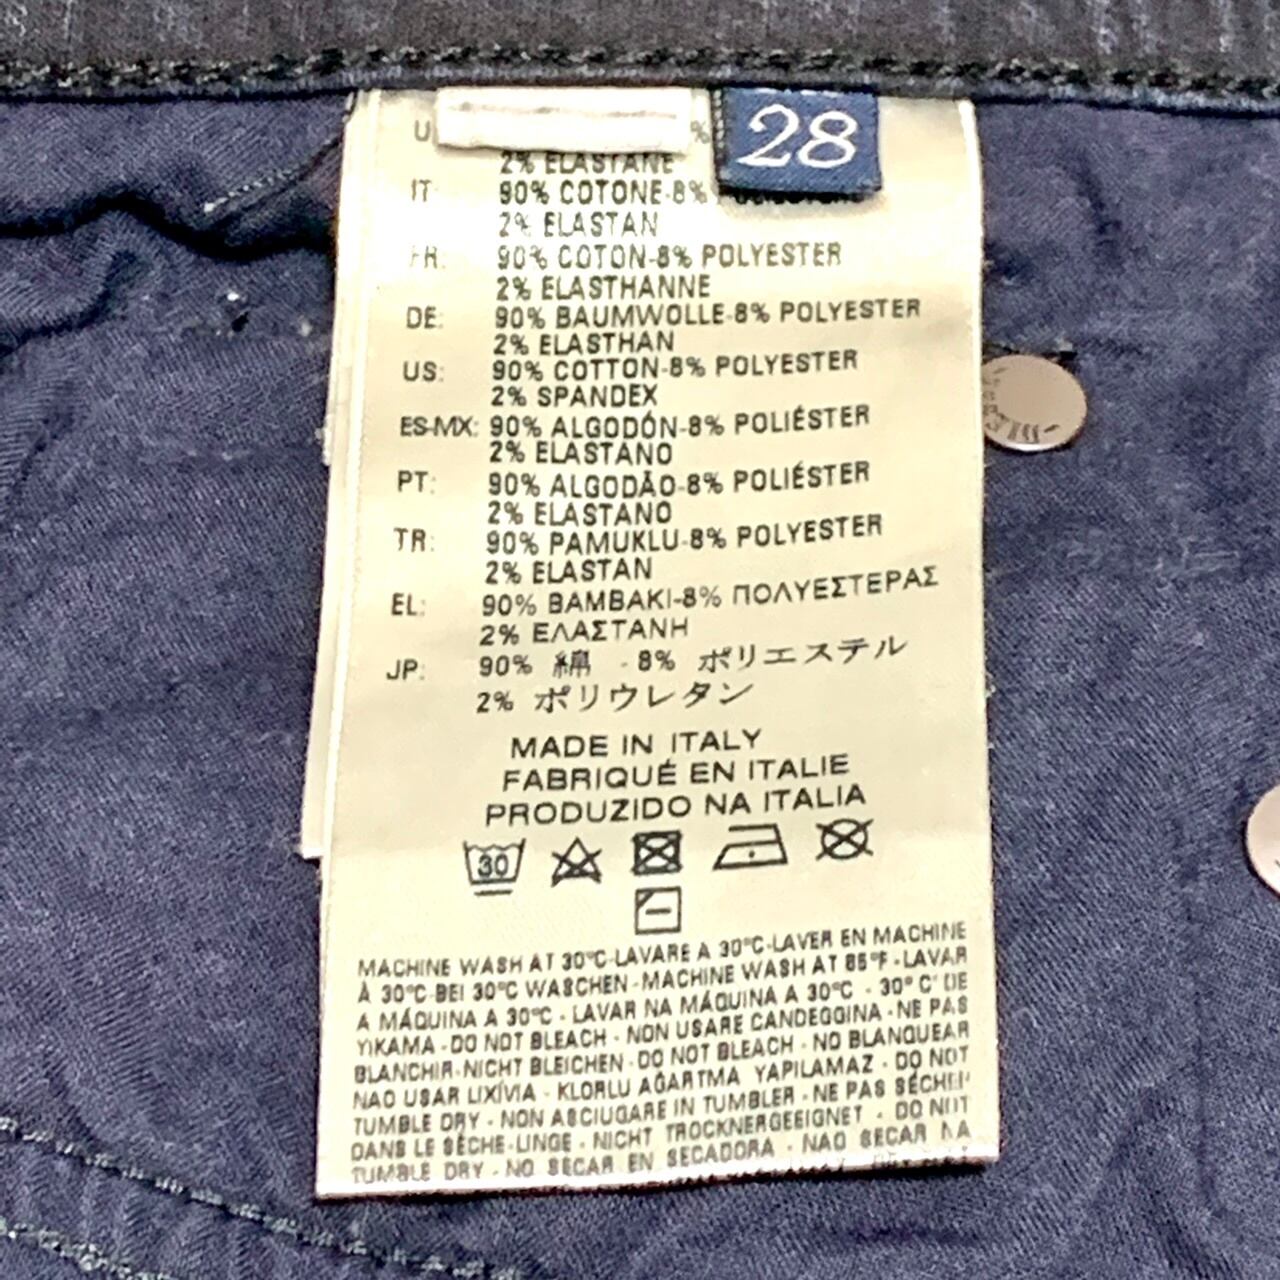 28
2% ELASTANE
IT: 90% COTONE-8%
2% ELASTAN
FR: 90% COTON-8% POLYESTER
2% ELASTHANNE
DE: 90% BAUMWOLLE-8% POLYESTER
2% ELASTHAN
US: 90% COTTON-8% POLYESTER
2% SPANDEX
ES-MX: 90% ALGODÓN-8% POLIÉSTER
2% ELASTANO
PT: 90% ALGODÃO-8% POLIÉSTER
2% ELASTANO
TR: 90% PAMUKLU-8% POLYESTER
2% ELASTAN
EL: 90% BAMBAKI-8% ΠΟΛΥΕΣΤΕΡΑΣ
2% ΕΛΑΣΤΑΝΗ
JP: 90% 綿 -8% ポリエステル
2% ポリウレタン
MADE IN ITALY
FABRIQUÉ EN ITALIE
PRODUZIDO NA ITALIA
30
MACHINE WASH AT 30°C-LAVARE A 30°C-LAVER EN MACHINE
À 30°C-BEI 30°C WASCHEN-MACHINE WASH AT 85°F-LAVAR
A MÁQUINA A 30°C - LAVAR NA MÁQUINA A 30°C - 30° C' DE
YIKAMA - DO NOT BLEACH - NON USARE CANDEGGINA - NE PAS
BLANCHIR-NICHT BLEICHEN-DO NOT BLEACH - NO BLANQUEAR
NAO USAR LIXÍVIA - KLORLU AĞARTMA YAPILAMAZ - DO NOT
TUMBLE DRY - NON ASCIUGARE IN TUMBLER - NE PAS SÉCHER
DANS LE SÈCHE-LINGE - NICHT TROCKNERGEEIGNET - DO NOT
TUMBLE DRY - NO SECAR EN SECADORA - NAO SECAR NA